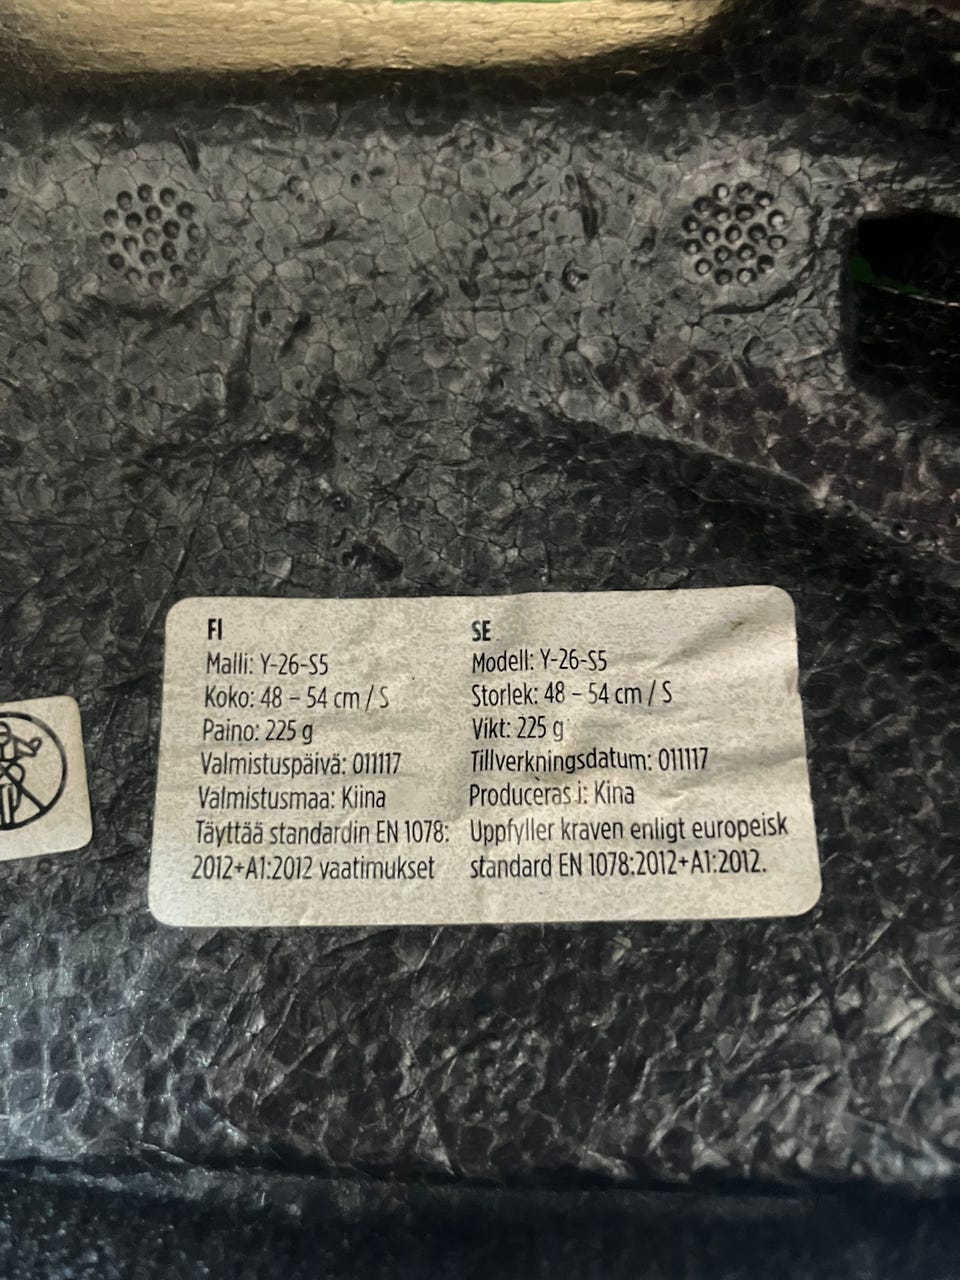 FI
Malli: Y-26-S5
Koko: 48 – 54 cm / S
Paino: 225 g
Valmistuspäivä: 011117
Valmistusmaa: Kiina
Täyttää standardin EN 1078:
2012+A1:2012 vaatimukset
SE
Modell: Y-26-S5
Storlek: 48 – 54 cm / S
Vikt: 225 g
Tillverkningsdatum: 011117
Produceras i: Kina
Uppfyller kraven enligt europeisk
standard EN 1078:2012+A1:2012.